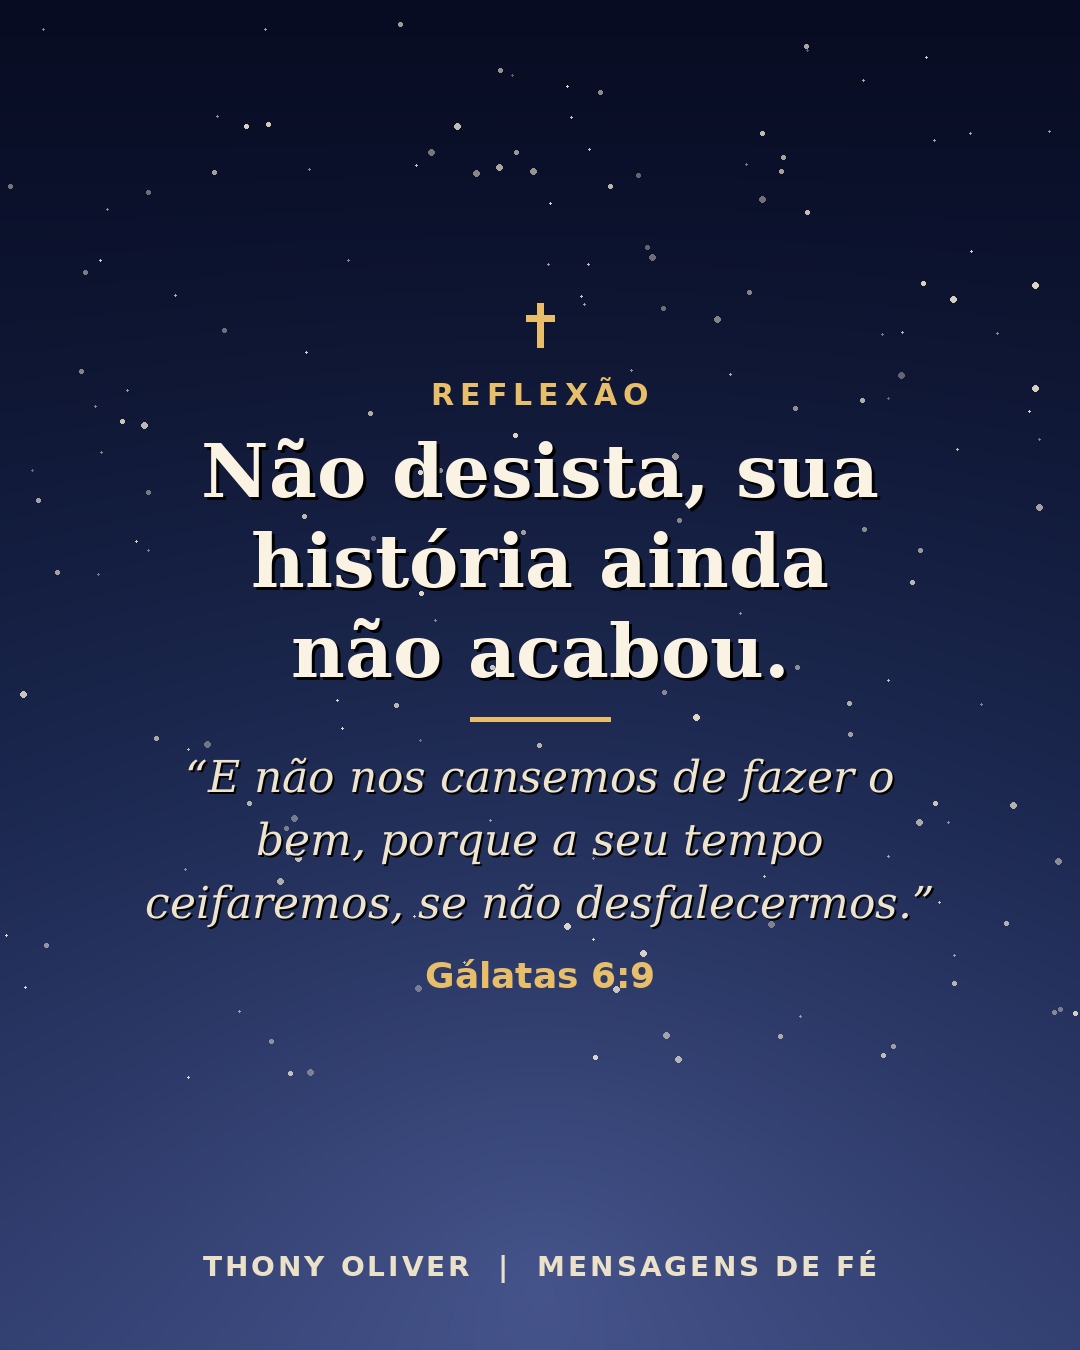 REFLEXÃO
Não desista, sua
história ainda
não acabou.
“E não nos cansemos de fazer o
bem, porque a seu tempo
ceifaremos, se não desfalecermos.”
Gálatas 6:9
THONY OLIVER | MENSAGENS DE FÉ